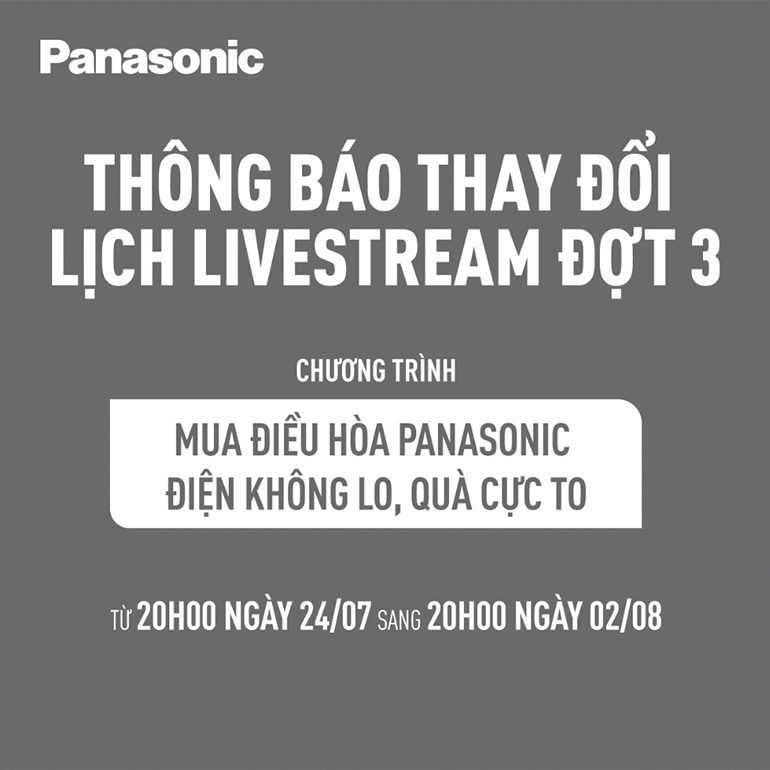 Panasonic
THÔNG BÁO THAY ĐỔI
LỊCH LIVESTREAM ĐỢT 3
CHƯƠNG TRÌNH
MUA ĐIỀU HÒA PANASONIC
ĐIỆN KHÔNG LO, QUÀ CỰC TO
TỪ 20H00 NGÀY 24/07 SANG 20H00 NGÀY 02/08